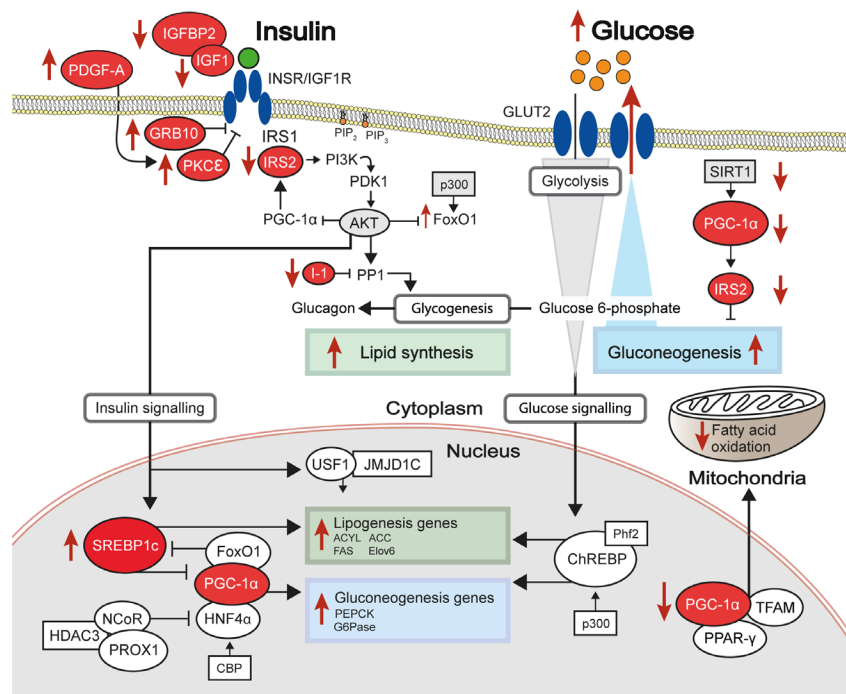 Insulin
Glucose
IGFBP2
IGF1
PDGF-A
INSR/IGF1R
GLUT2
GRB10
PKCƐ
IRS1
IRS2
PIP2
PIP3
PI3K
PDK1
p300
PGC-1α
AKT
FoxO1
I-1
PP1
Glucagon
Glycogenesis
Glucose 6-phosphate
Glycolysis
SIRT1
PGC-1α
IRS2
Lipid synthesis
Gluconeogenesis
Insulin signalling
Cytoplasm
Glucose signalling
Fatty acid
oxidation
Mitochondria
Nucleus
USF1
JMJD1C
SREBP1c
FoxO1
PGC-1α
HNF4α
NCoR
HDAC3
PROX1
CBP
Lipogenesis genes
ACYL ACC
FAS Elov6
Gluconeogenesis genes
PEPCK
G6Pase
Phf2
ChREBP
p300
PGC-1α
TFAM
PPAR-γ